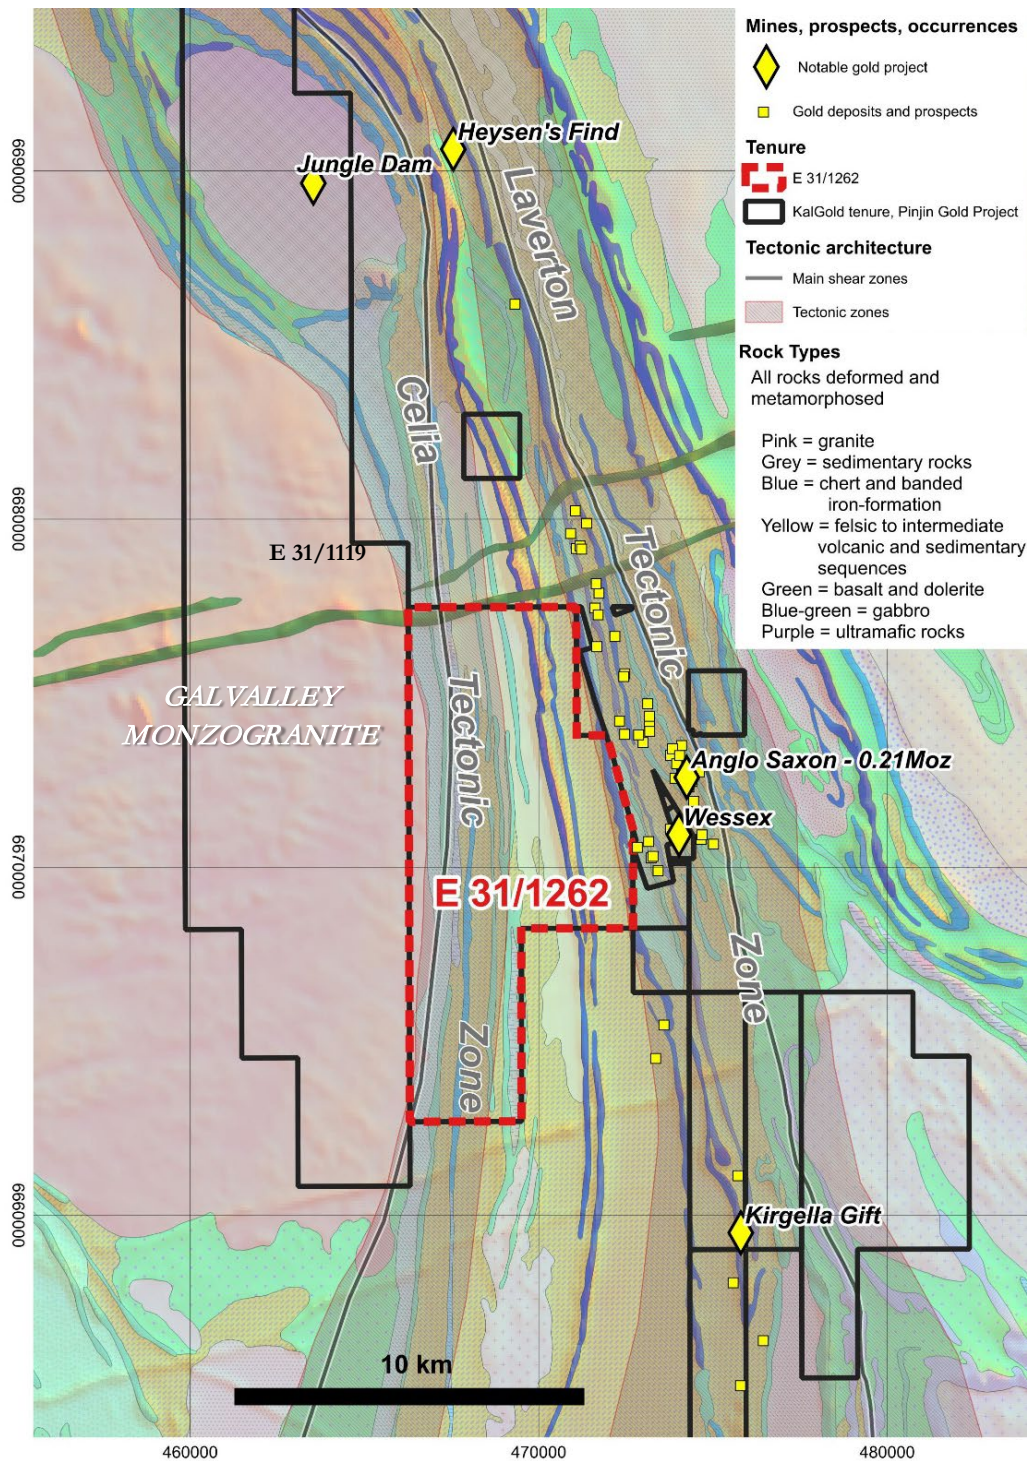 Mines, prospects, occurrences
Notable gold project
Gold deposits and prospects
Tenure
E 31/1262
KalGold tenure, Pinjin Gold Project
Tectonic architecture
Main shear zones
Tectonic zones
Rock Types
All rocks deformed and
metamorphosed
Pink = granite
Grey = sedimentary rocks
Blue = chert and banded
iron-formation
Yellow = felsic to intermediate
volcanic and sedimentary
sequences
Green = basalt and dolerite
Blue-green = gabbro
Purple = ultramafic rocks
Heysen's Find
Jungle Dam
Laverton
Tectonic
Zone
Celia
Tectonic
Zone
E 31/1119
GALVALLEY
MONZOGRANITE
Anglo Saxon - 0.21Moz
Wessex
E 31/1262
Kirgella Gift
10 km
6690000
6680000
6670000
6660000
460000
470000
480000